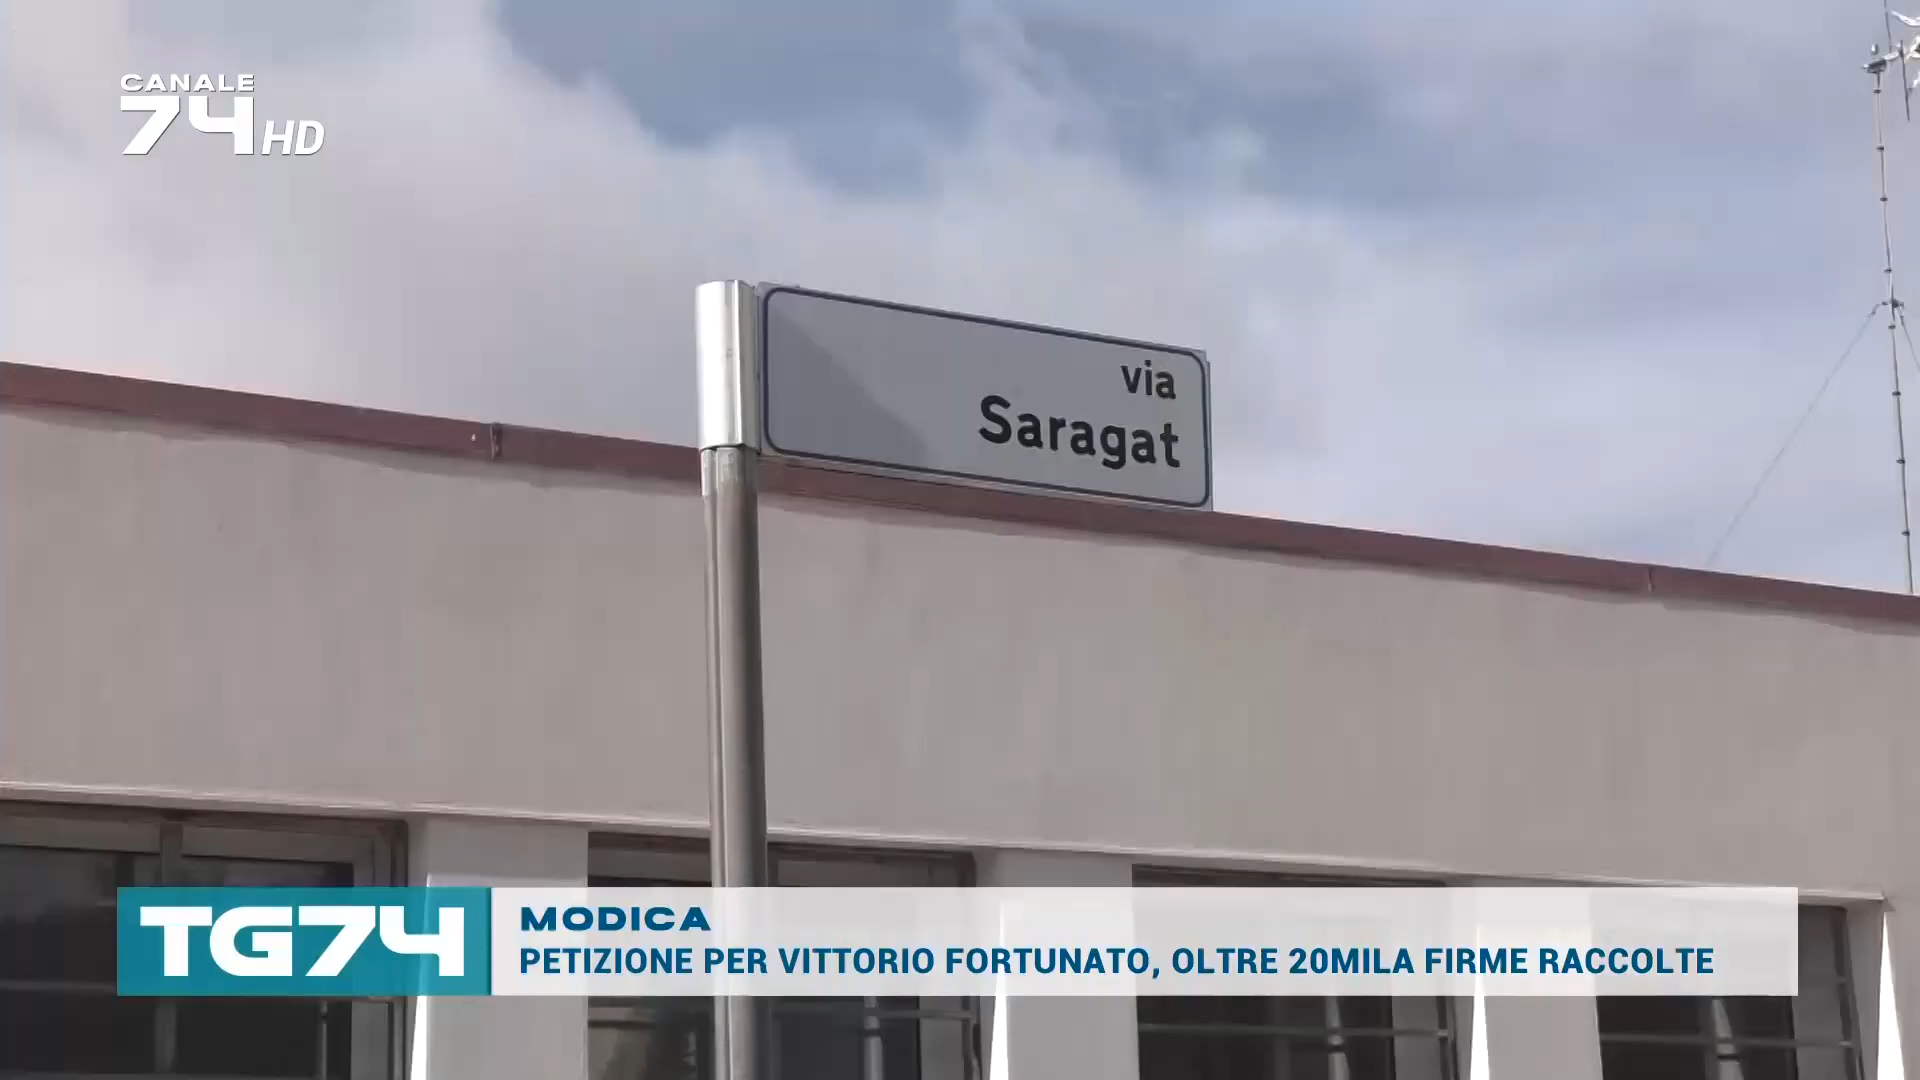 CANALE
74 HD
via
Saragat
TG74
MODICA
PETIZIONE PER VITTORIO FORTUNATO, OLTRE 20MILA FIRME RACCOLTE